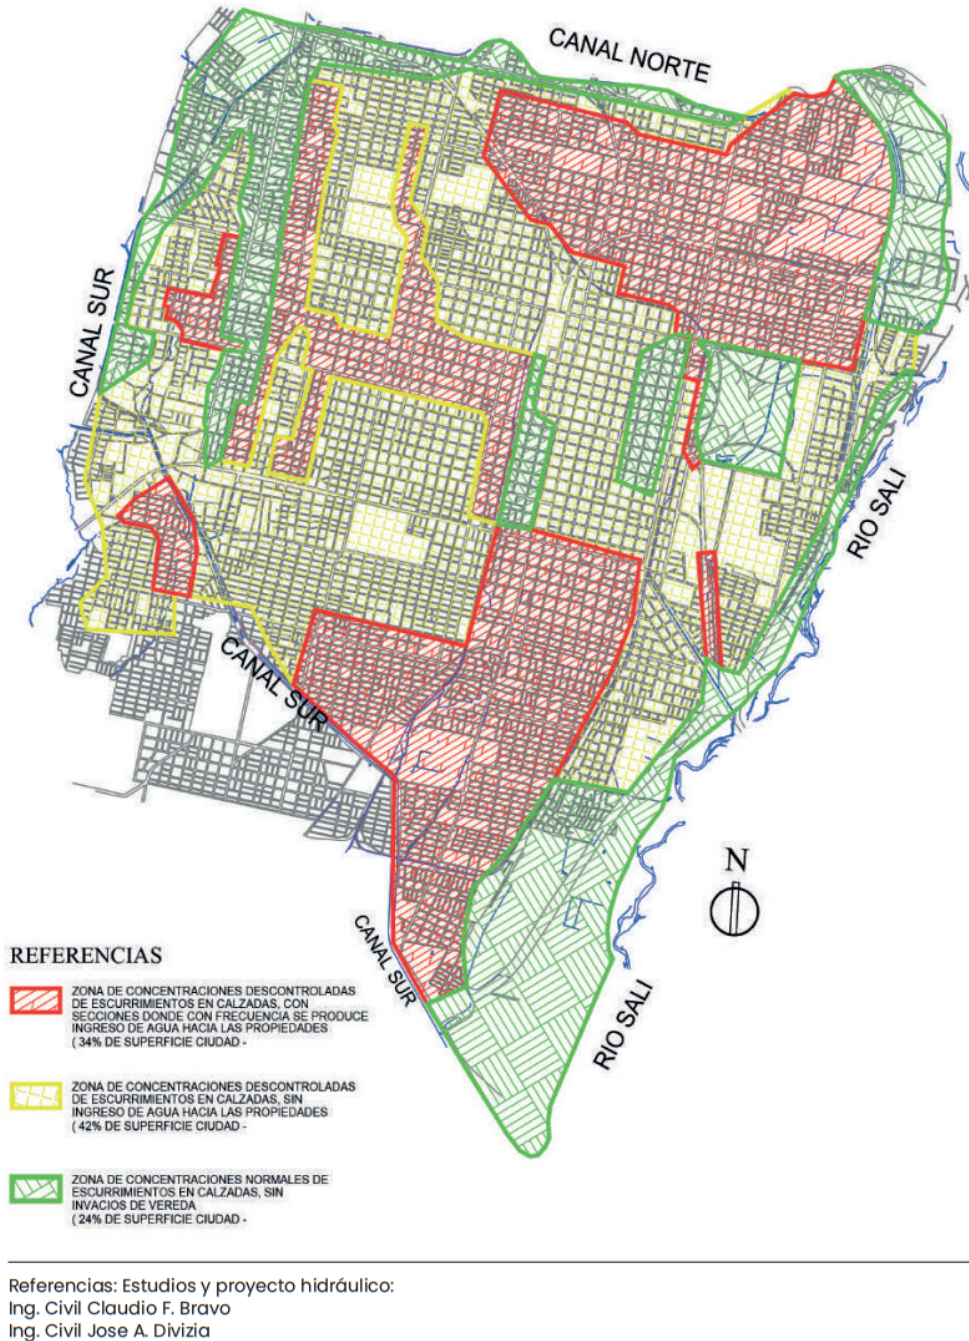 CANAL NORTE
CANAL SUR
RIO SALI
CANAL SUR
N
CANAL SUR
RIO SALI
REFERENCIAS
ZONA DE CONCENTRACIONES DESCONTROLADAS
DE ESCURRIMIENTOS EN CALZADAS, CON
SECCIONES DONDE CON FRECUENCIA SE PRODUCE
INGRESO DE AGUA HACIA LAS PROPIEDADES
( 34% DE SUPERFICIE CIUDAD -
ZONA DE CONCENTRACIONES DESCONTROLADAS
DE ESCURRIMIENTOS EN CALZADAS, SIN
INGRESO DE AGUA HACIA LAS PROPIEDADES
( 42% DE SUPERFICIE CIUDAD -
ZONA DE CONCENTRACIONES NORMALES DE
ESCURRIMIENTOS EN CALZADAS, SIN
INVACIOS DE VEREDA
( 24% DE SUPERFICIE CIUDAD -
Referencias: Estudios y proyecto hidráulico:
Ing. Civil Claudio F. Bravo
Ing. Civil Jose A. Divizia